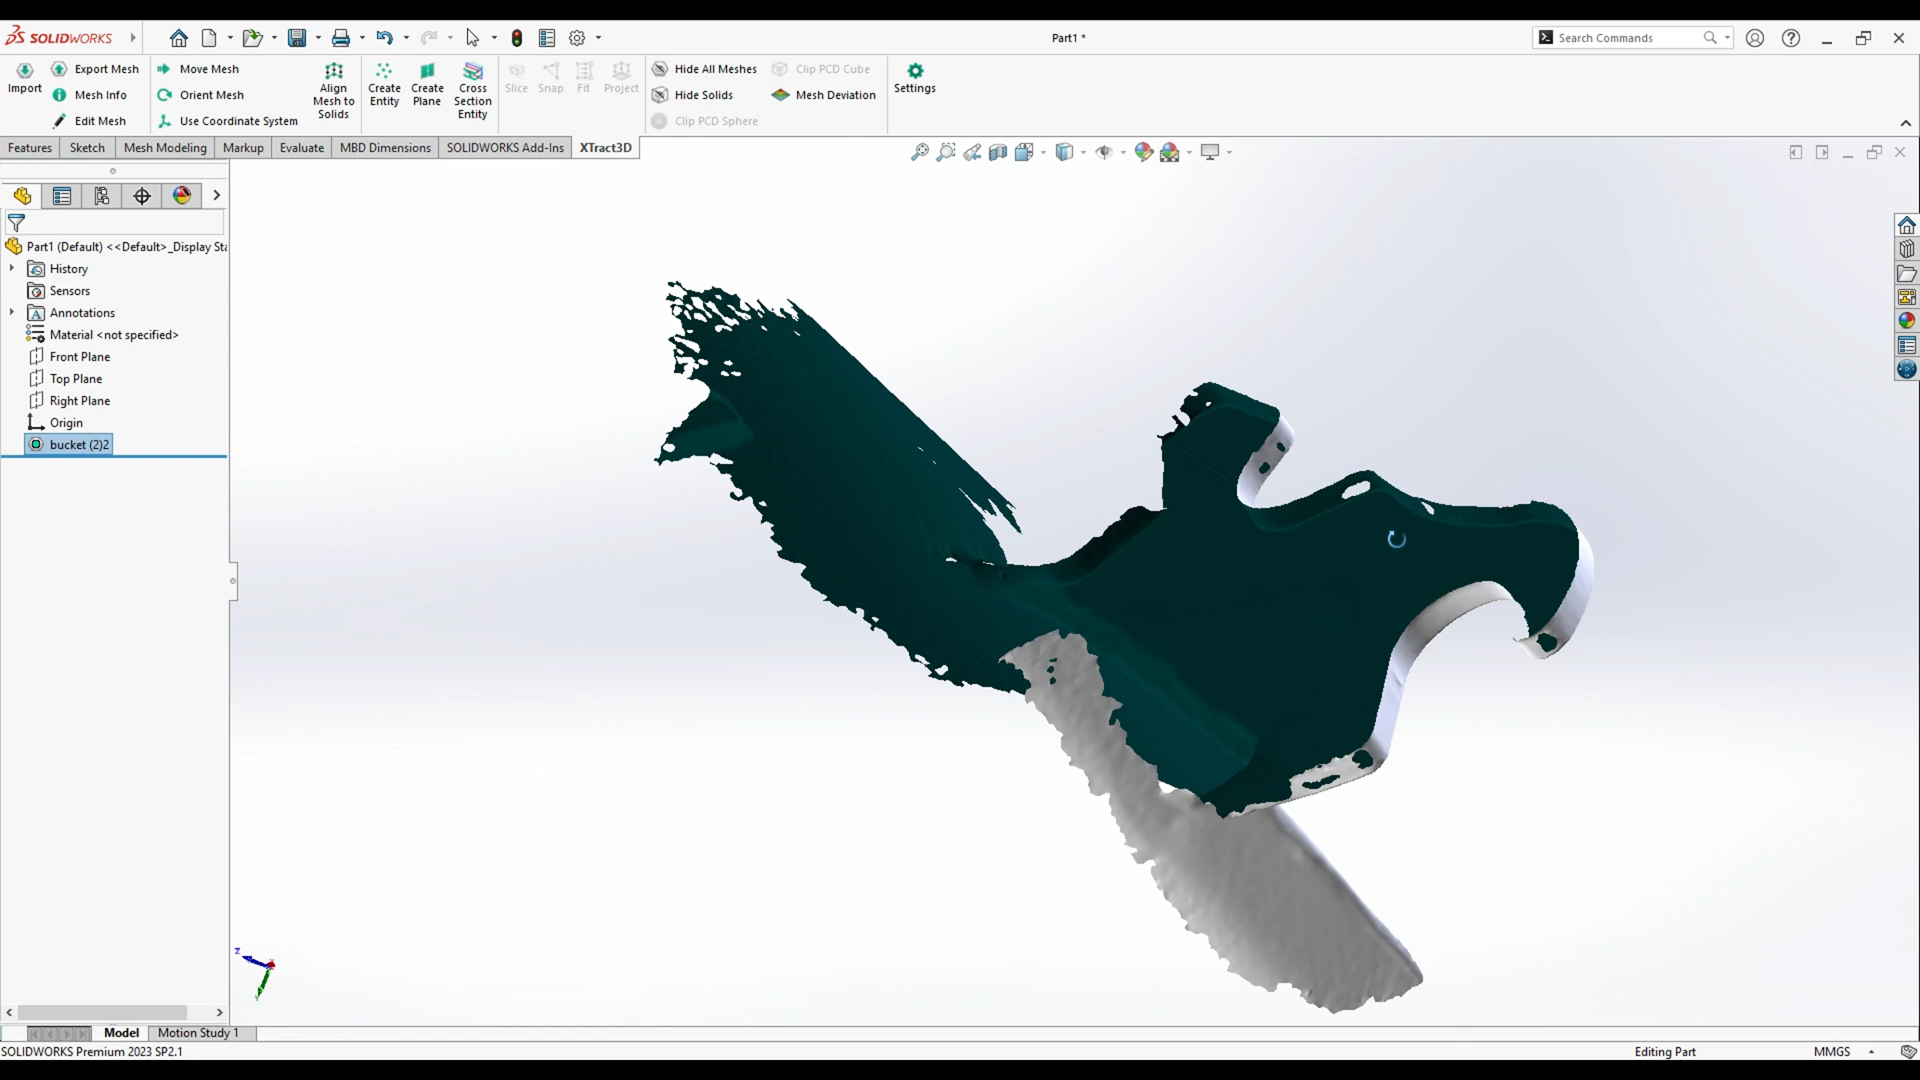 SOLIDWORKS
Part1 *
Search Commands
Import
Export Mesh
Mesh Info
Edit Mesh
Move Mesh
Orient Mesh
Use Coordinate System
Align
Mesh to
Solids
Create
Entity
Create
Plane
Cross
Section
Entity
Slice
Snap
Fit
Project
Hide All Meshes
Hide Solids
Clip PCD Sphere
Clip PCD Cube
Mesh Deviation
Settings
Features
Sketch
Mesh Modeling
Markup
Evaluate
MBD Dimensions
SOLIDWORKS Add-Ins
XTract3D
Part1 (Default) <<Default>_Display Sta
History
Sensors
Annotations
Material <not specified>
Front Plane
Top Plane
Right Plane
Origin
bucket (2)2
Z
Y
Model
Motion Study 1
SOLIDWORKS Premium 2023 SP2.1
Editing Part
MMGS